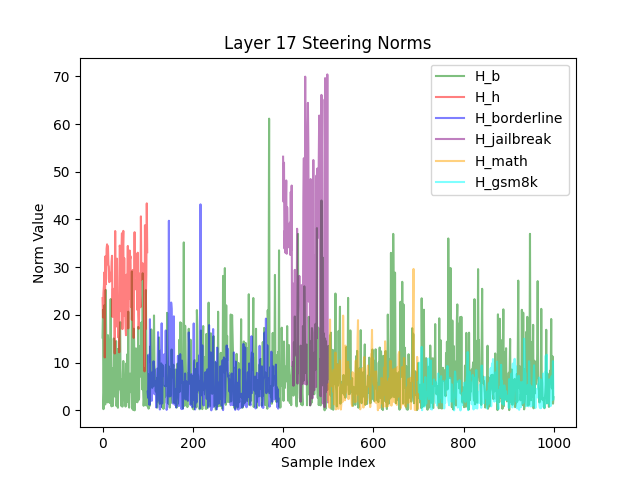 Layer 17 Steering Norms
H_b
H_h
H_borderline
H_jailbreak
H_math
H_gsm8k
70
60
50
40
30
20
10
0
Norm Value
0
200
400
600
800
1000
Sample Index